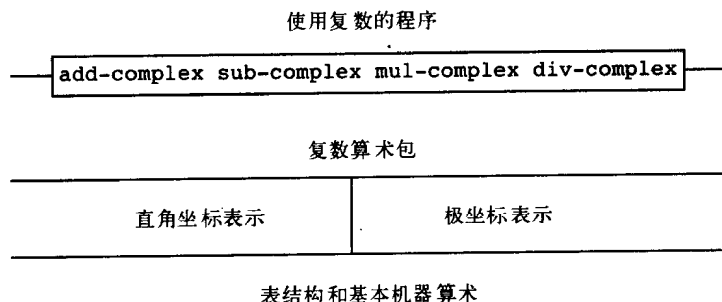 使用复数的程序
add-complex sub-complex mul-complex div-complex
复数算术包
直角坐标表示 极坐标表示
表结构和基本机器算术